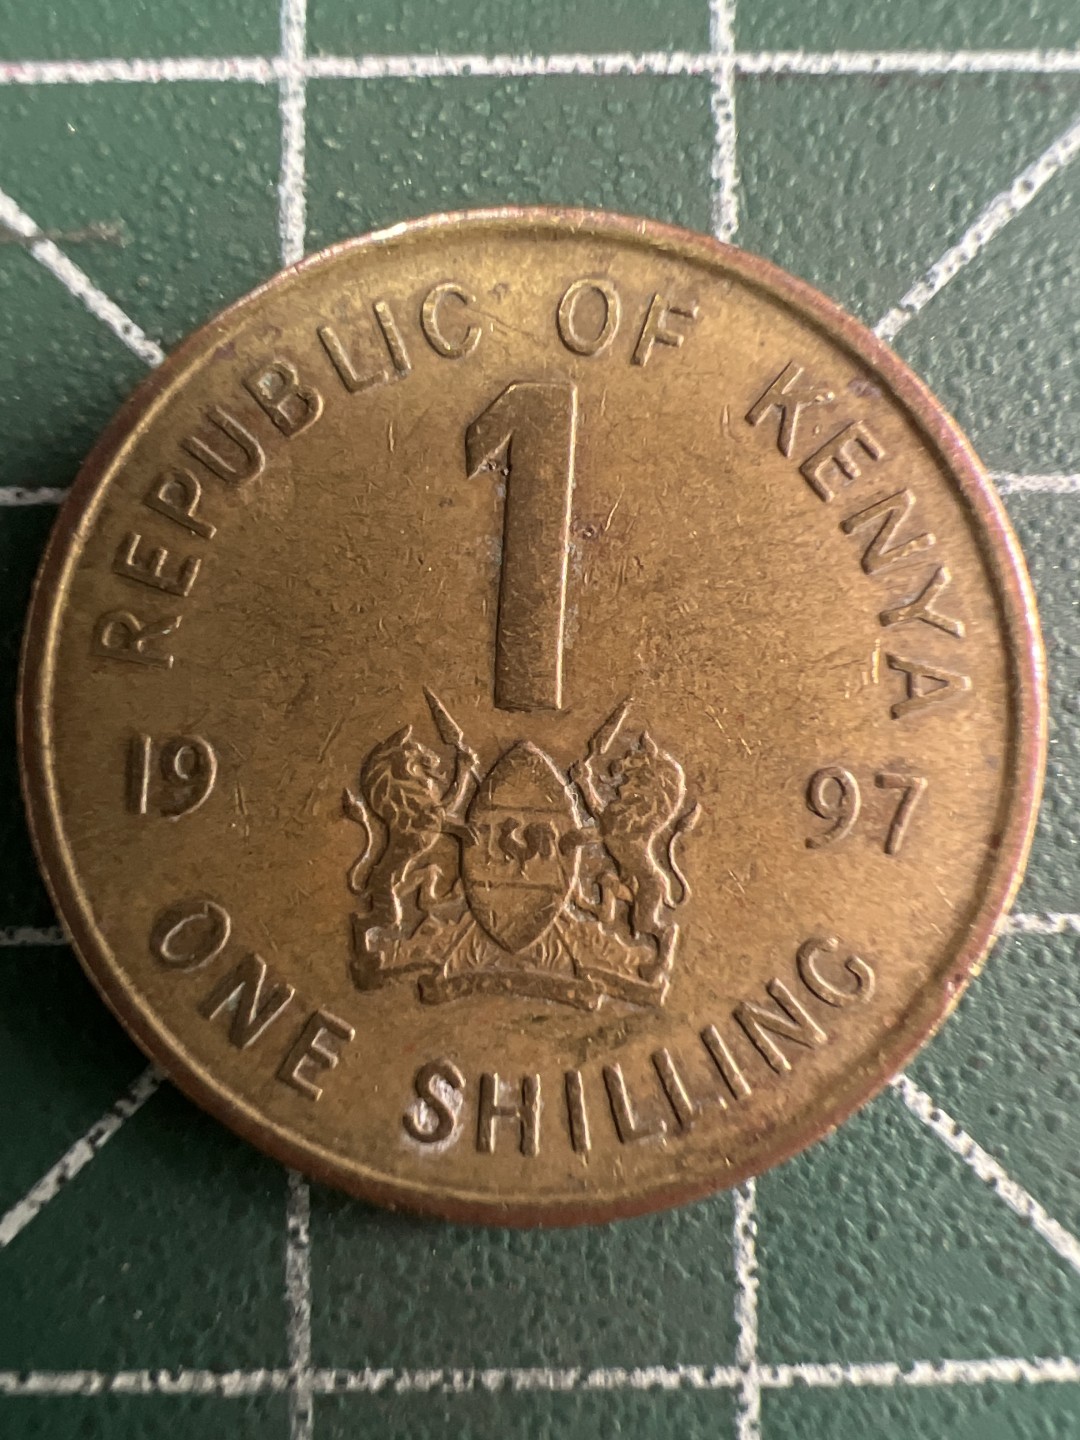 REPUBLIC OF KENYA
1
19 97
ONE SHILLING